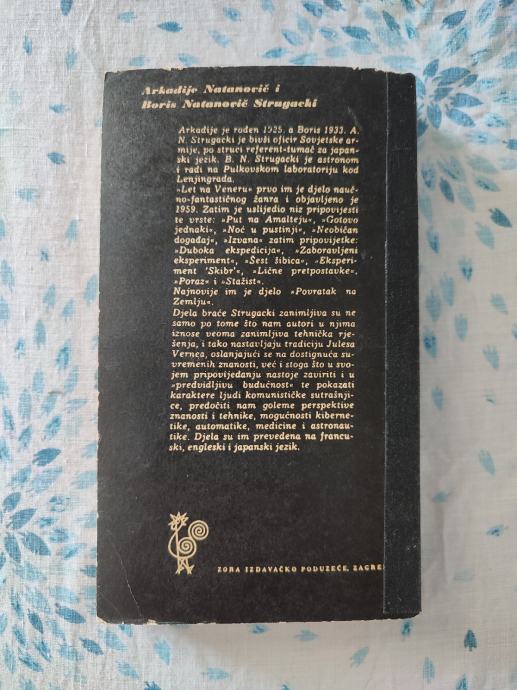 Arkadije Natanovič i
Boris Natanovič Strugacki
Arkadije je rođen 1925. a Boris 1933. A.
N. Strugacki je bivši oficir Sovjetske ar-
mije, po struci referent-tumač za japan-
ski jezik. B. N. Strugacki je astronom
i radi na Pulkovskom laboratoriju kod
Lenjingrada.
»Let na Veneru« prvo im je djelo nauč-
no-fantastičnog žanra i objavljeno je
1959. Zatim je uslijedio niz pripovijesti
te vrste: »Put na Amalteju«, »Gotovo
jednaki«, »Noć u pustinji«, »Neobičan
događaj«, »Izvana« zatim pripovijetke:
»Duboka ekspedicija«, »Zaboravljeni
eksperiment«, »Šest šibica«, »Eksperi-
ment 'Skibr'«, »Lične pretpostavke«,
»Poraz« i »Stažist«.
Najnovije im je djelo »Povratak na
Zemlju«.
Djela braće Strugacki zanimljiva su ne
samo po tome što nam autori u njima
iznose veoma zanimljiva tehnička rje-
šenja, i tako nastavljaju tradiciju Julesa
Vernea, oslanjajući se na dostignuća su-
vremenih znanosti, već i stoga što u svo-
jem pripovijedanju nastoje zaviriti i u
»predvidljivu budućnost« te pokazati
karaktere ljudi komunističke sutrašnji-
ce, predočiti nam goleme perspektive
znanosti i tehnike, mogućnosti kiberne-
tike, automatike, medicine i astronau-
tike. Djela su im prevedena na francu-
ski, engleski i japanski jezik.
ZORA IZDAVAČKO PODUZEĆE, ZAGRE